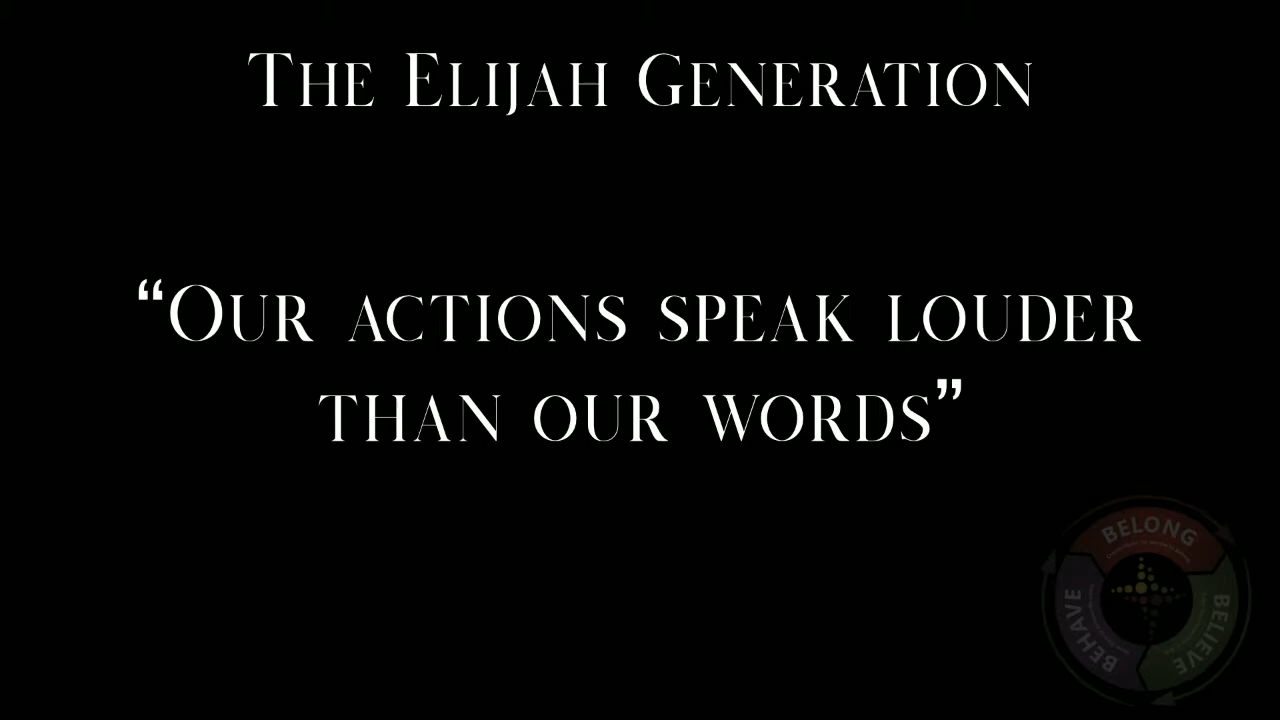 The Elijah Generation
“Our actions speak louder
than our words”
BELONG
BEHAVE
BELIEVE